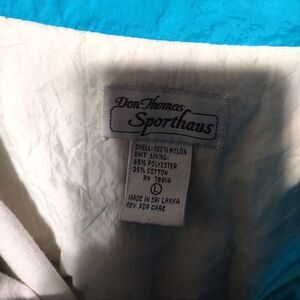 Don Thomas
Sporthaus
SHELL: 100% NYLON
KNIT LINING:
65% POLYESTER
35% COTTON
RN 78814
L
MADE IN SRI LANKA
REV. FOR CARE